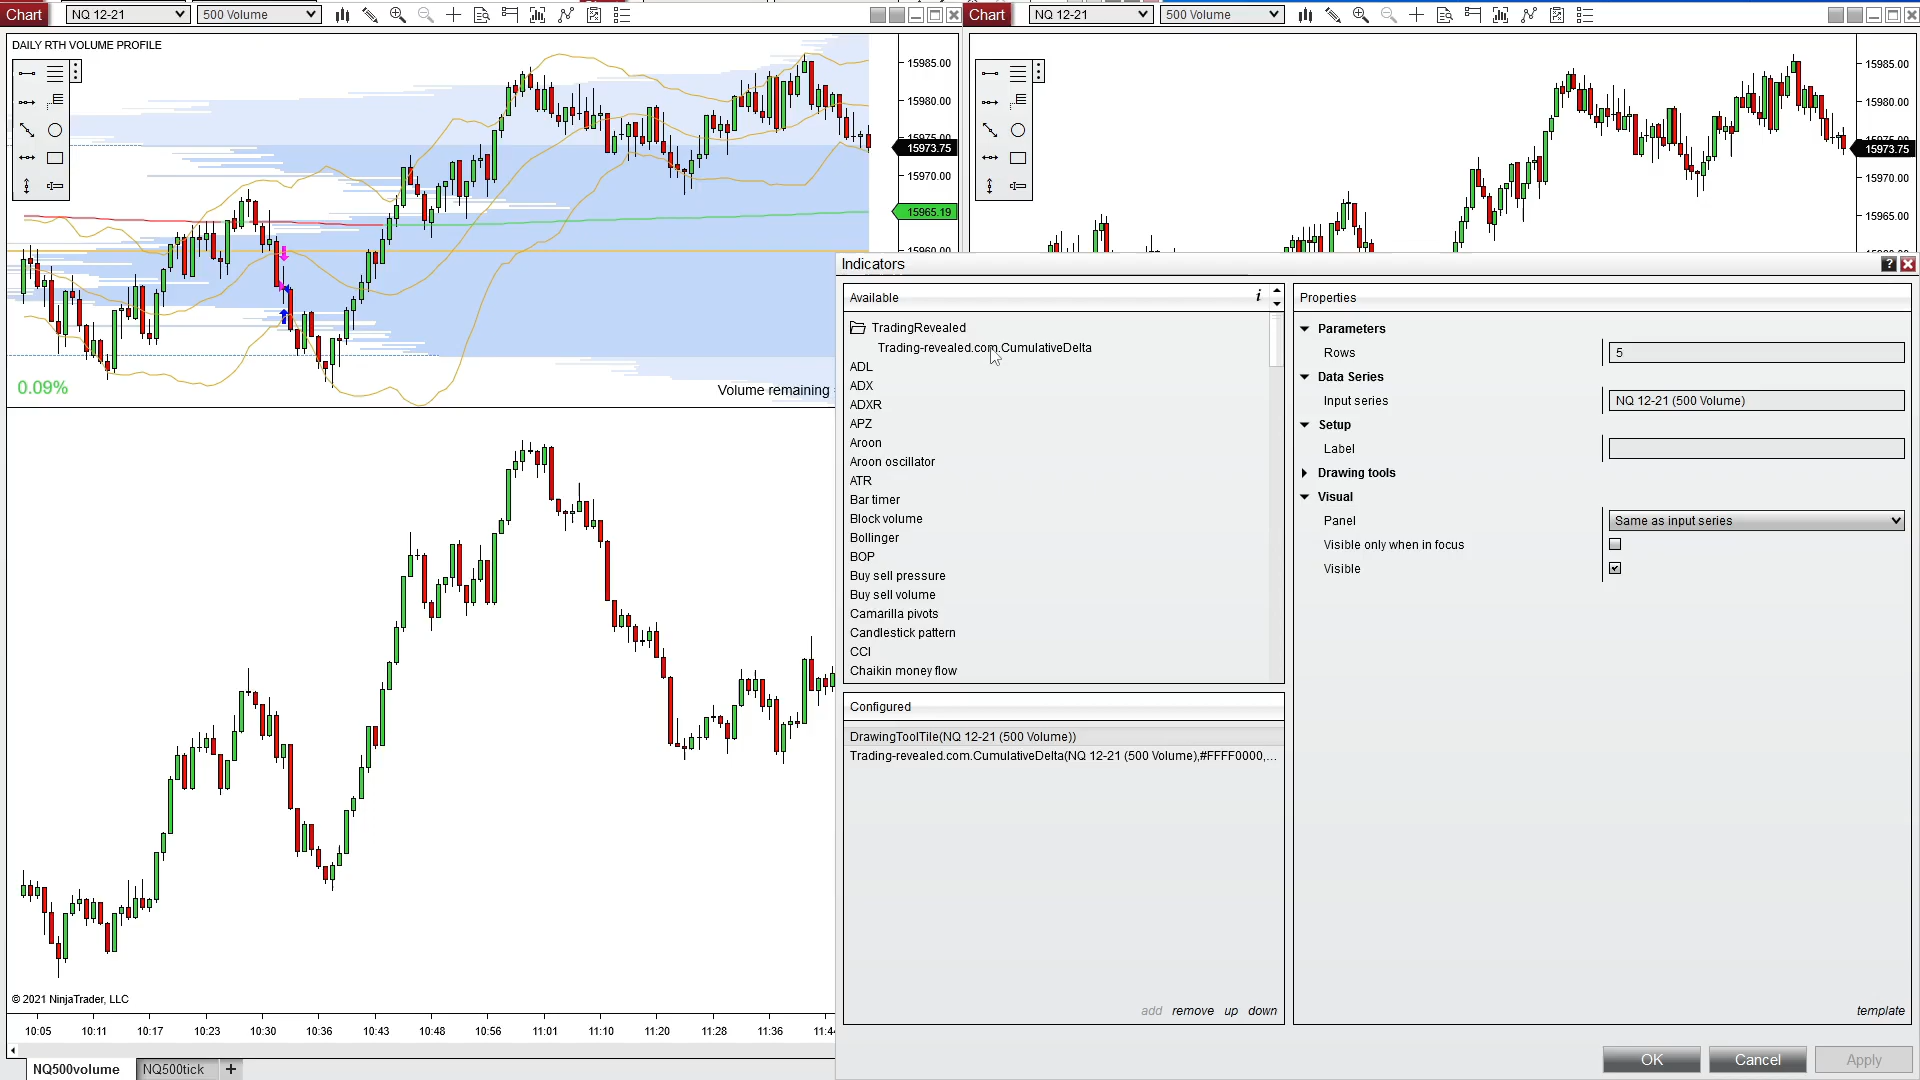 Chart NQ 12-21 500 Volume
Chart NQ 12-21 500 Volume
DAILY RTH VOLUME PROFILE
15985.00
15980.00
15975.00
15973.75
15970.00
15965.19
15960.00
15985.00
15980.00
15975.00
15973.75
15970.00
15965.00
0.09%
Volume remaining
Indicators
?
Available
i
TradingRevealed
Trading-revealed.com.CumulativeDelta
ADL
ADX
ADXR
APZ
Aroon
Aroon oscillator
ATR
Bar timer
Block volume
Bollinger
BOP
Buy sell pressure
Buy sell volume
Camarilla pivots
Candlestick pattern
CCI
Chaikin money flow
Configured
DrawingToolTile(NQ 12-21 (500 Volume))
Trading-revealed.com.CumulativeDelta(NQ 12-21 (500 Volume),#FFFF0000,...
add remove up down
Properties
Parameters
Rows 5
Data Series
Input series NQ 12-21 (500 Volume)
Setup
Label
Drawing tools
Visual
Panel Same as input series
Visible only when in focus
Visible
template
OK Cancel Apply
© 2021 NinjaTrader, LLC
10:05 10:11 10:17 10:23 10:30 10:36 10:43 10:48 10:56 11:01 11:10 11:20 11:28 11:36 11:44
NQ500volume NQ500tick +